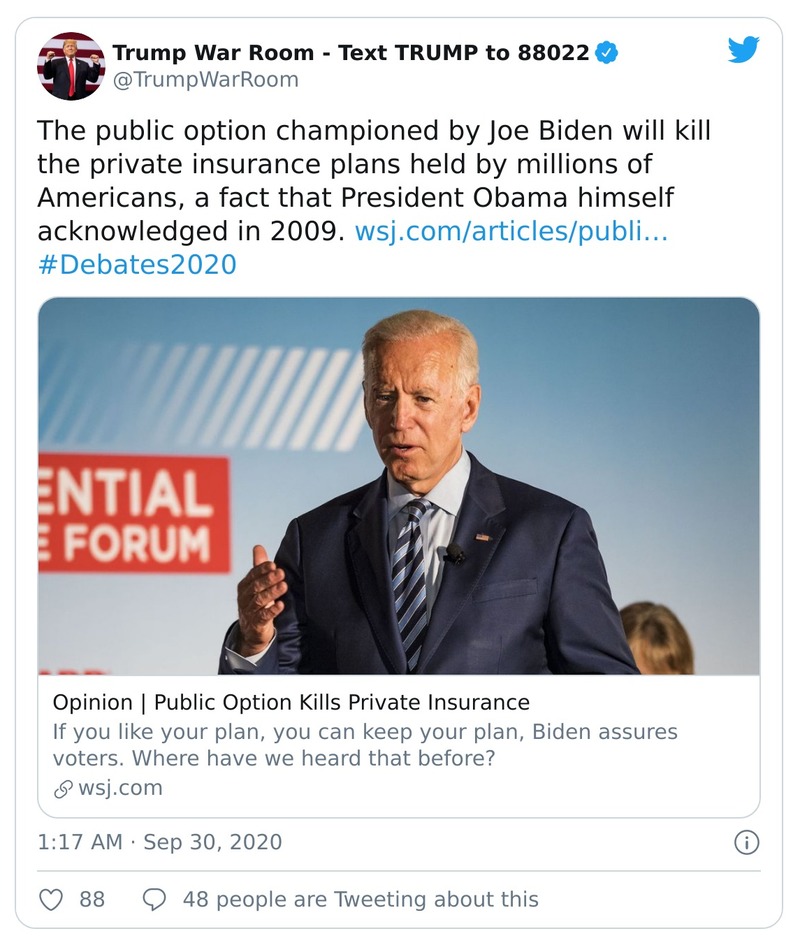 Trump War Room - Text TRUMP to 88022
@TrumpWarRoom
The public option championed by Joe Biden will kill
the private insurance plans held by millions of
Americans, a fact that President Obama himself
acknowledged in 2009. wsj.com/articles/publi…
#Debates2020
ENTIAL
E FORUM
Opinion | Public Option Kills Private Insurance
If you like your plan, you can keep your plan, Biden assures
voters. Where have we heard that before?
wsj.com
1:17 AM · Sep 30, 2020
88 48 people are Tweeting about this